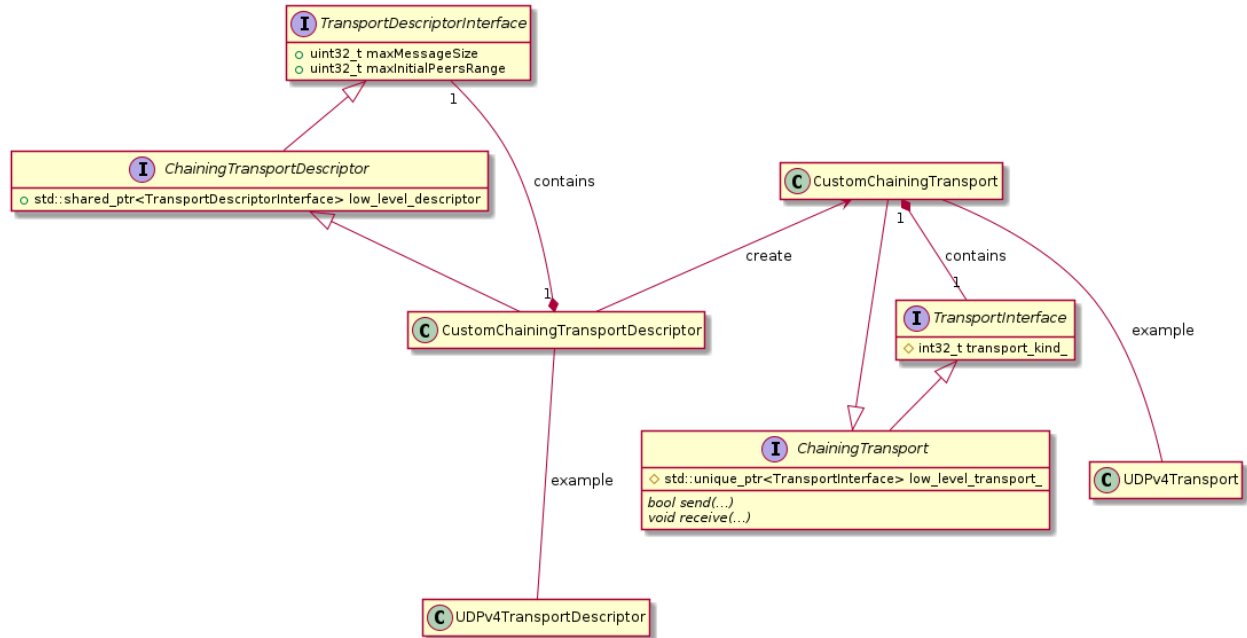 I TransportDescriptorInterface
uint32_t maxMessageSize
uint32_t maxInitialPeersRange
1
I ChainingTransportDescriptor
std::shared_ptr<TransportDescriptorInterface> low_level_descriptor
contains
C CustomChainingTransport
1
create
contains
1
1
I TransportInterface
int32_t transport_kind_
C CustomChainingTransportDescriptor
example
I ChainingTransport
std::unique_ptr<TransportInterface> low_level_transport_
bool send(...)
void receive(...)
example
C UDPv4Transport
C UDPv4TransportDescriptor